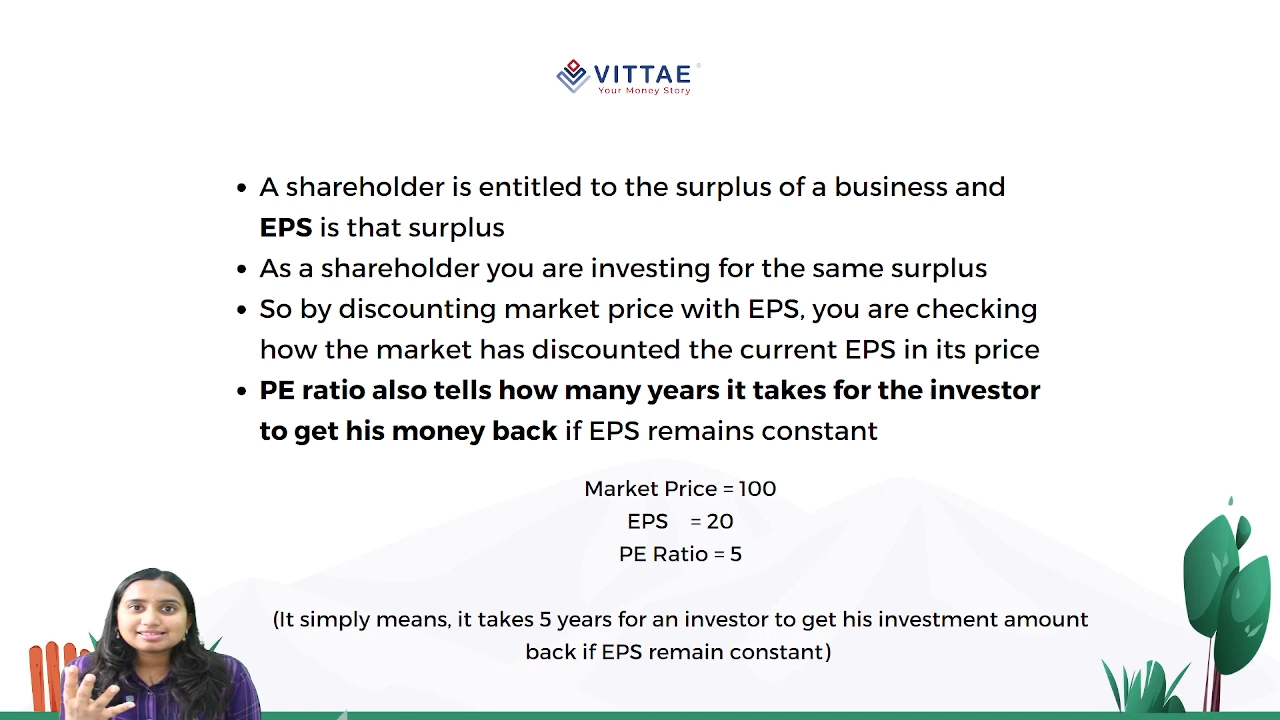 VITTAE
Your Money Story
• A shareholder is entitled to the surplus of a business and
EPS is that surplus
• As a shareholder you are investing for the same surplus
• So by discounting market price with EPS, you are checking
how the market has discounted the current EPS in its price
• PE ratio also tells how many years it takes for the investor
to get his money back if EPS remains constant
Market Price = 100
EPS = 20
PE Ratio = 5
(It simply means, it takes 5 years for an investor to get his investment amount
back if EPS remain constant)